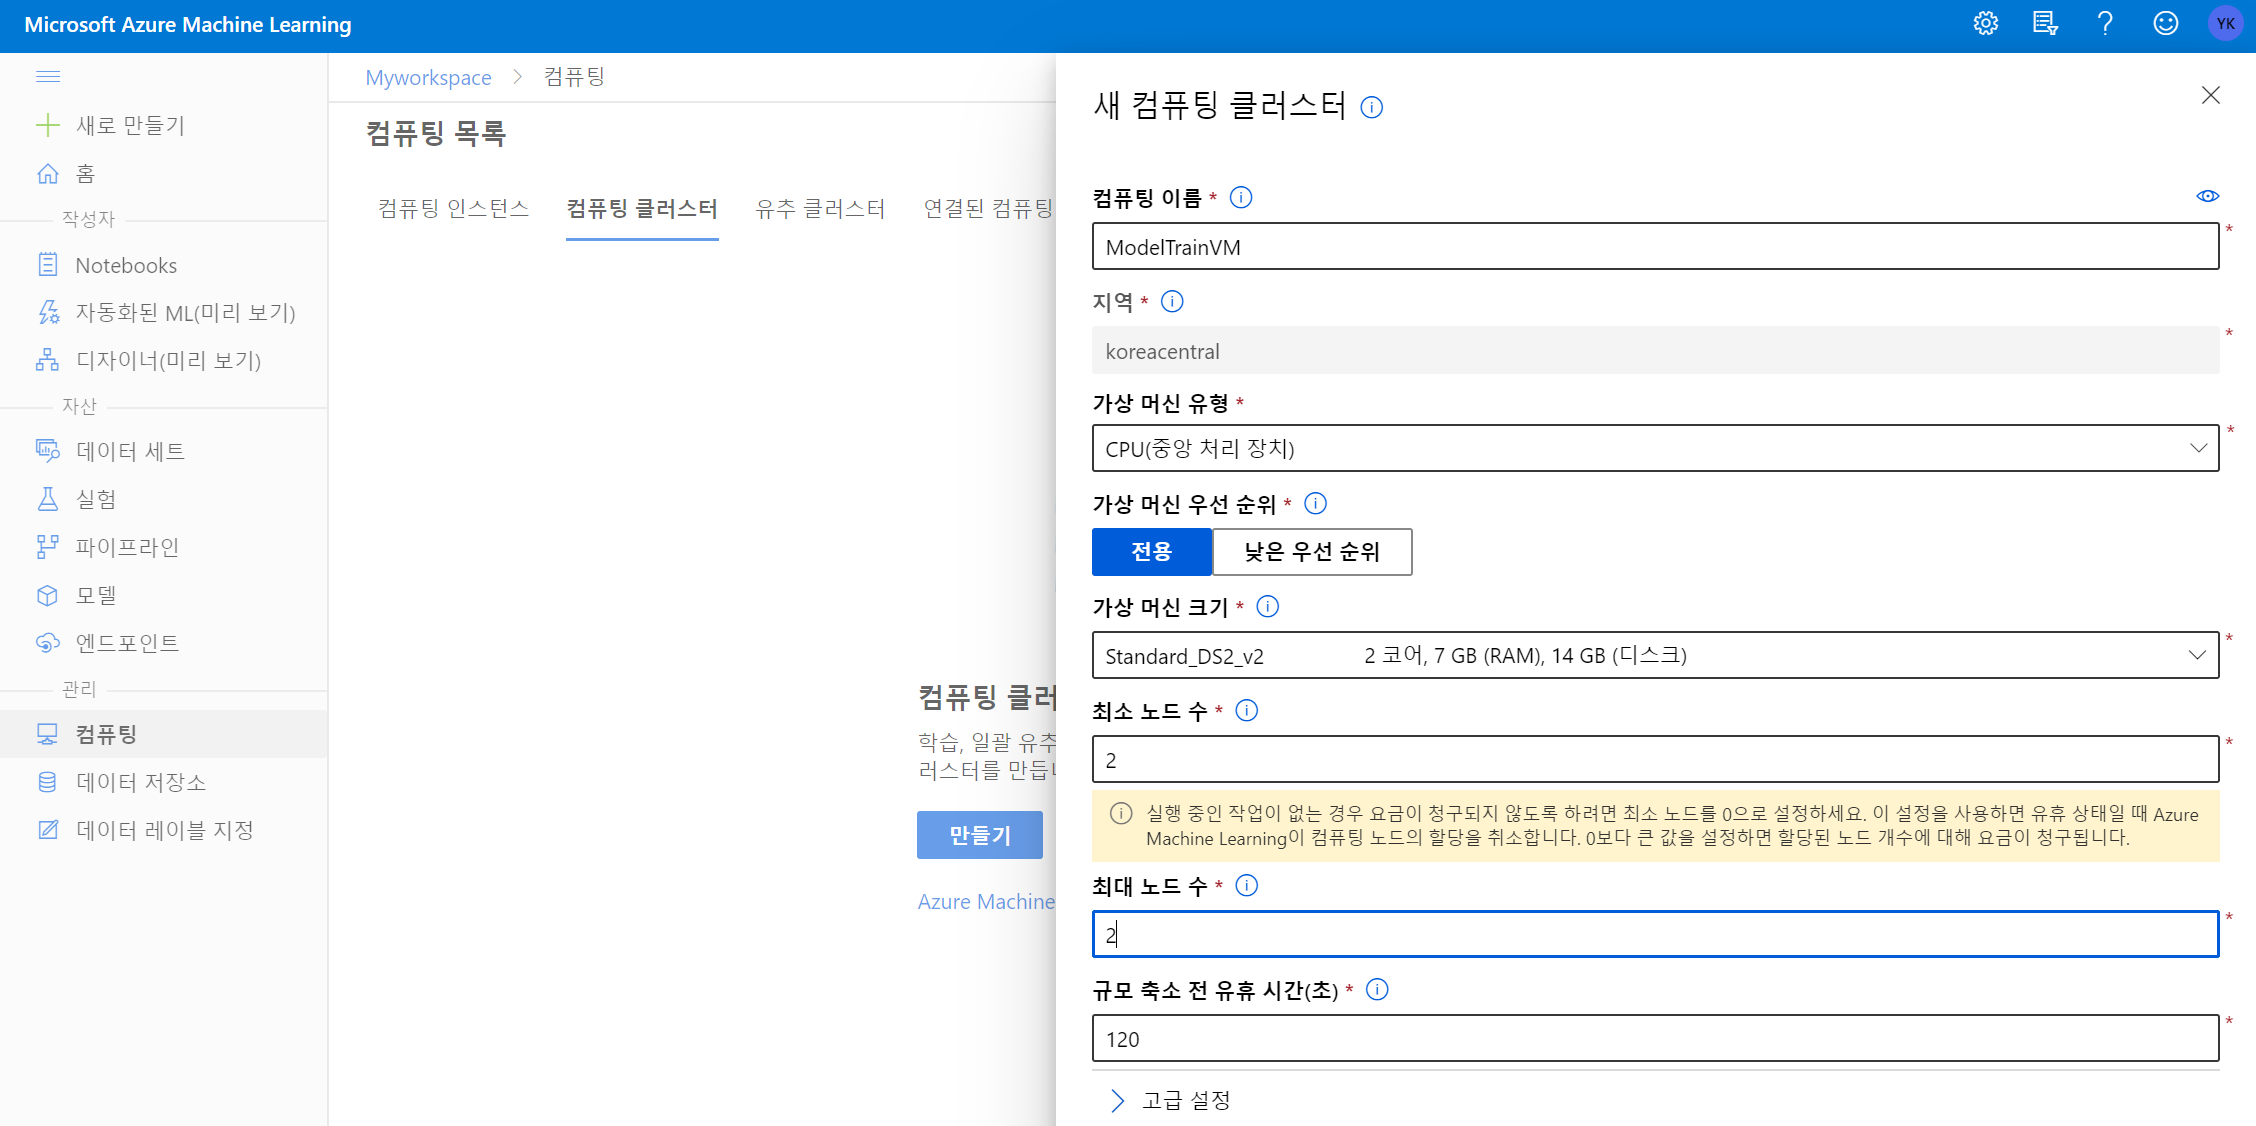 Microsoft Azure Machine Learning
YK
새로 만들기
홈
작성자
Notebooks
자동화된 ML(미리 보기)
디자이너(미리 보기)
자산
데이터 세트
실험
파이프라인
모델
엔드포인트
관리
컴퓨팅
데이터 저장소
데이터 레이블 지정
Myworkspace > 컴퓨팅
컴퓨팅 목록
컴퓨팅 인스턴스 컴퓨팅 클러스터 유추 클러스터 연결된 컴퓨팅
컴퓨팅 클러
학습, 일괄 유추
러스터를 만듭니
만들기
Azure Machine
새 컴퓨팅 클러스터
컴퓨팅 이름 *
ModelTrainVM *
지역 *
koreacentral *
가상 머신 유형 *
CPU(중앙 처리 장치) *
가상 머신 우선 순위 *
전용 낮은 우선 순위
가상 머신 크기 *
Standard_DS2_v2 2 코어, 7 GB (RAM), 14 GB (디스크) *
최소 노드 수 *
2 *
실행 중인 작업이 없는 경우 요금이 청구되지 않도록 하려면 최소 노드를 0으로 설정하세요. 이 설정을 사용하면 유휴 상태일 때 Azure
Machine Learning이 컴퓨팅 노드의 할당을 취소합니다. 0보다 큰 값을 설정하면 할당된 노드 개수에 대해 요금이 청구됩니다.
최대 노드 수 *
2 *
규모 축소 전 유휴 시간(초) *
120 *
고급 설정